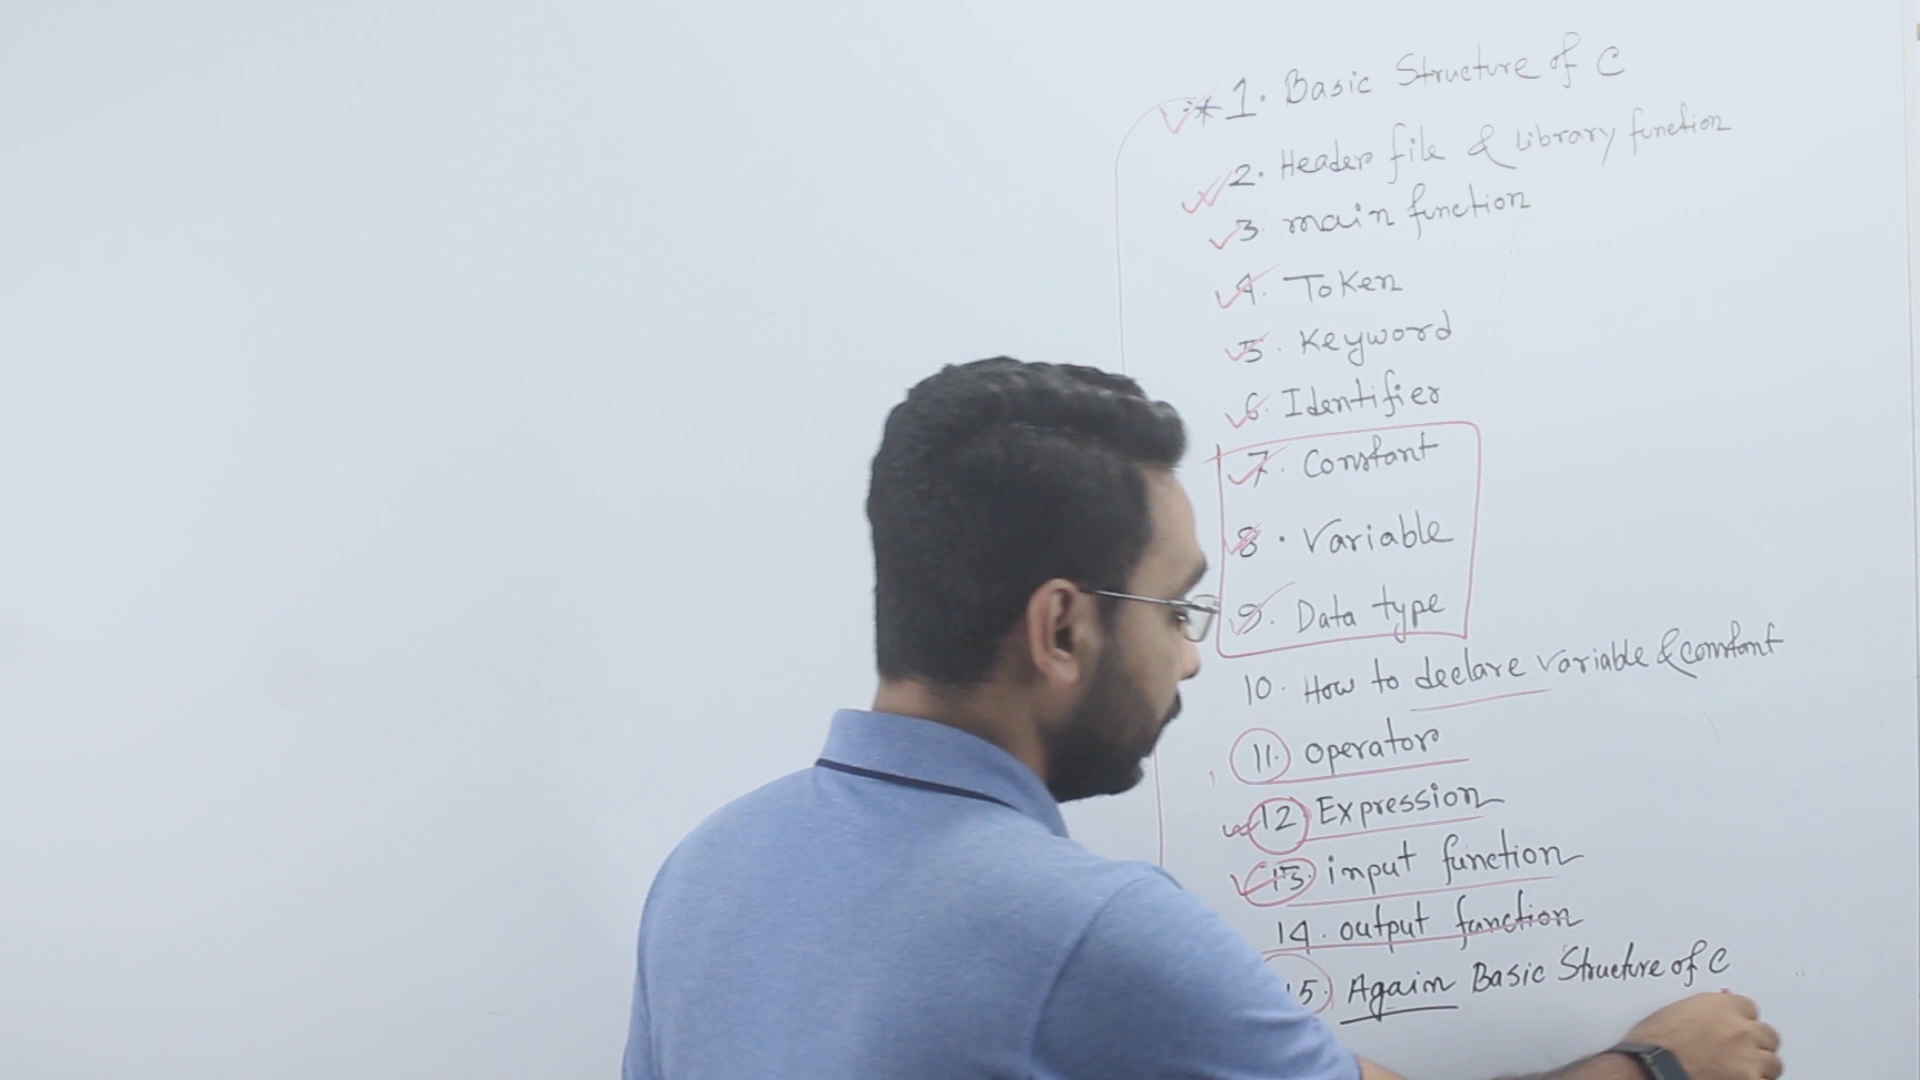 * 1. Basic Structure of C
2. Header file & library function
3. main function
4. Token
5. Keyword
6. Identifier
7. Constant
8. Variable
9. Data type
10. How to declare variable & constant
11. operator
12. Expression
13. input function
14. output function
15. Again Basic Structure of C